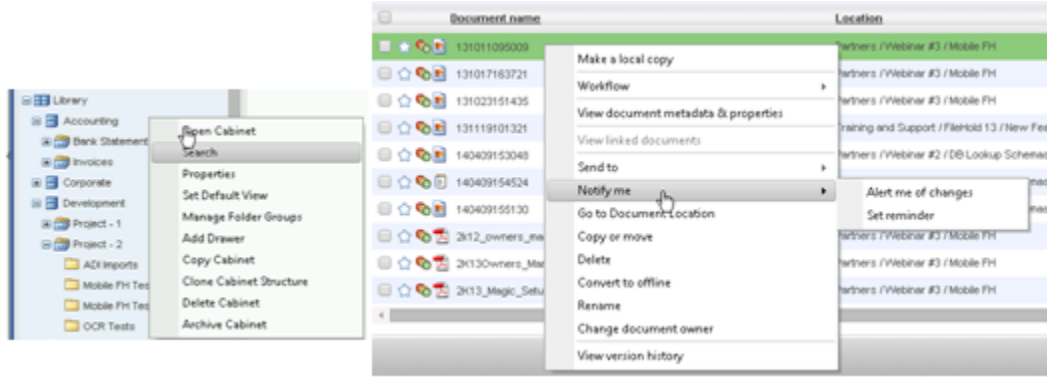 Library
Accounting
Bank Statement
Invoices
Corporate
Development
Project - 1
Project - 2
ADI Imports
Mobile FH Tes
Mobile FH Tes
OCR Tests
Open Cabinet
Search
Properties
Set Default View
Manage Folder Groups
Add Drawer
Copy Cabinet
Clone Cabinet Structure
Delete Cabinet
Archive Cabinet
Document name Location
131011095009 Partners / Webinar #3 / Mobile FH
131017163721 Partners / Webinar #3 / Mobile FH
131023151435 Partners / Webinar #3 / Mobile FH
131119101321 Training and Support / FileHold 13 / New Fea
140409153048 Partners / Webinar #2 / DB Lookup Schemas
140409154524
140409155130
2k12_owners_ma Partners / Webinar #3 / Mobile FH
2K13Owners_Mar Partners / Webinar #3 / Mobile FH
2K13_Magic_Setu Partners / Webinar #3 / Mobile FH
Make a local copy
Workflow
View document metadata & properties
View linked documents
Send to
Notify me
Go to Document Location
Copy or move
Delete
Convert to offline
Rename
Change document owner
View version history
Alert me of changes
Set reminder